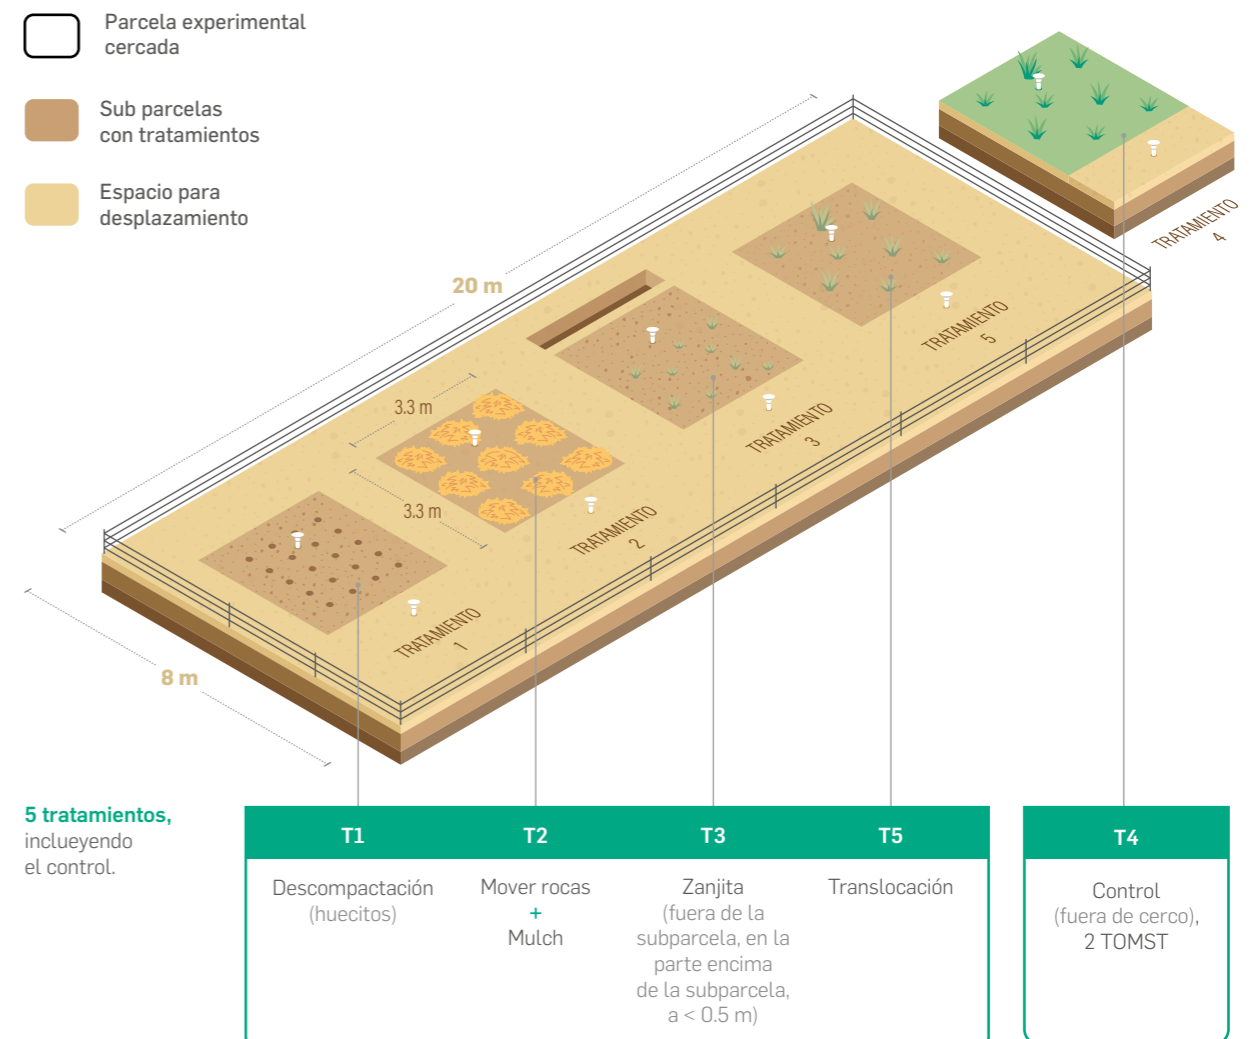 Parcela experimental
cercada
Sub parcelas
con tratamientos
Espacio para
desplazamiento
20 m
8 m
3.3 m
3.3 m
TRATAMIENTO
1
TRATAMIENTO
2
TRATAMIENTO
3
TRATAMIENTO
5
TRATAMIENTO
4
5 tratamientos,
inclueyendo
el control.
T1
Descompactación
(huecitos)
T2
Mover rocas
+
Mulch
T3
Zanjita
(fuera de la
subparcela, en la
parte encima
de la subparcela,
a < 0.5 m)
T5
Translocación
T4
Control
(fuera de cerco),
2 TOMST